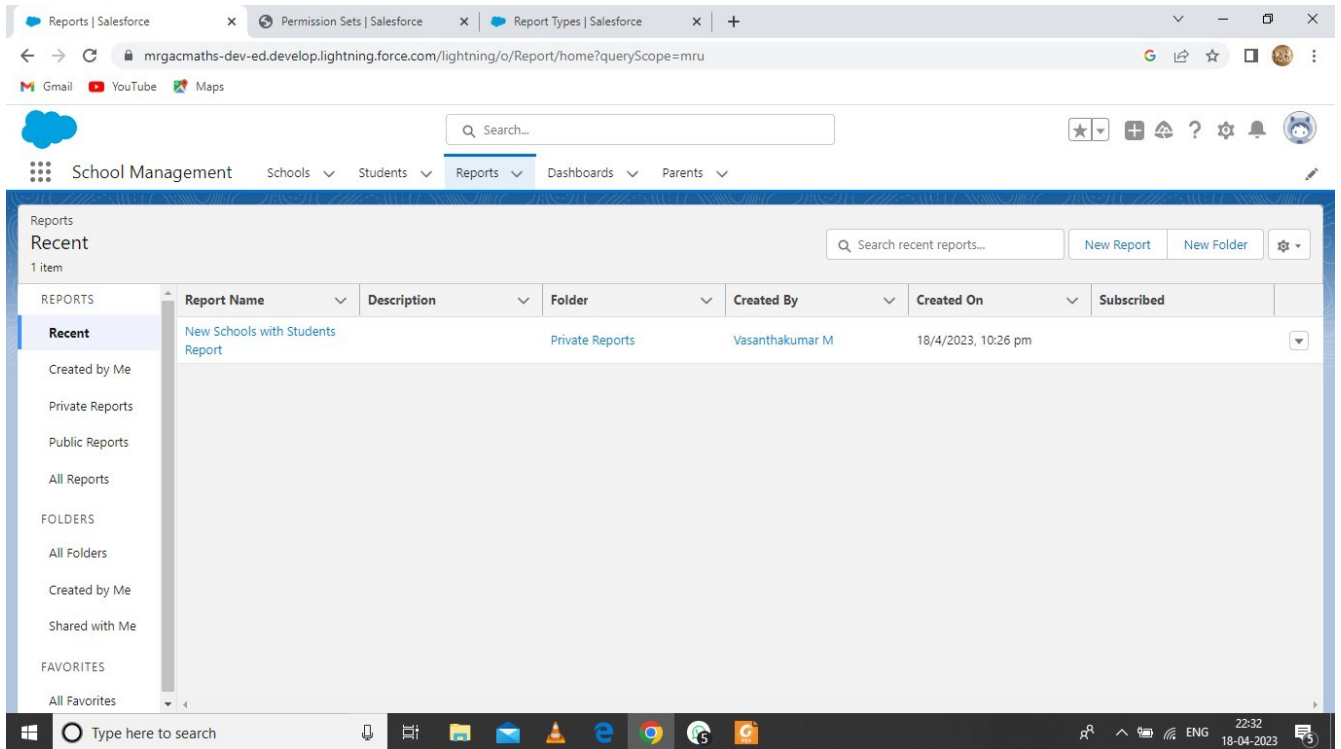 Reports | Salesforce
Permission Sets | Salesforce
Report Types | Salesforce
mrgacmaths-dev-ed.develop.lightning.force.com/lightning/o/Report/home?queryScope=mru
Gmail YouTube Maps
Search...
School Management Schools Students Reports Dashboards Parents
Reports
Recent
1 item
Search recent reports...
New Report New Folder
REPORTS
Recent
Created by Me
Private Reports
Public Reports
All Reports
FOLDERS
All Folders
Created by Me
Shared with Me
FAVORITES
All Favorites
Report Name Description Folder Created By Created On Subscribed
New Schools with Students
Report
Private Reports Vasanthakumar M 18/4/2023, 10:26 pm
Type here to search
ENG
22:32
18-04-2023
5